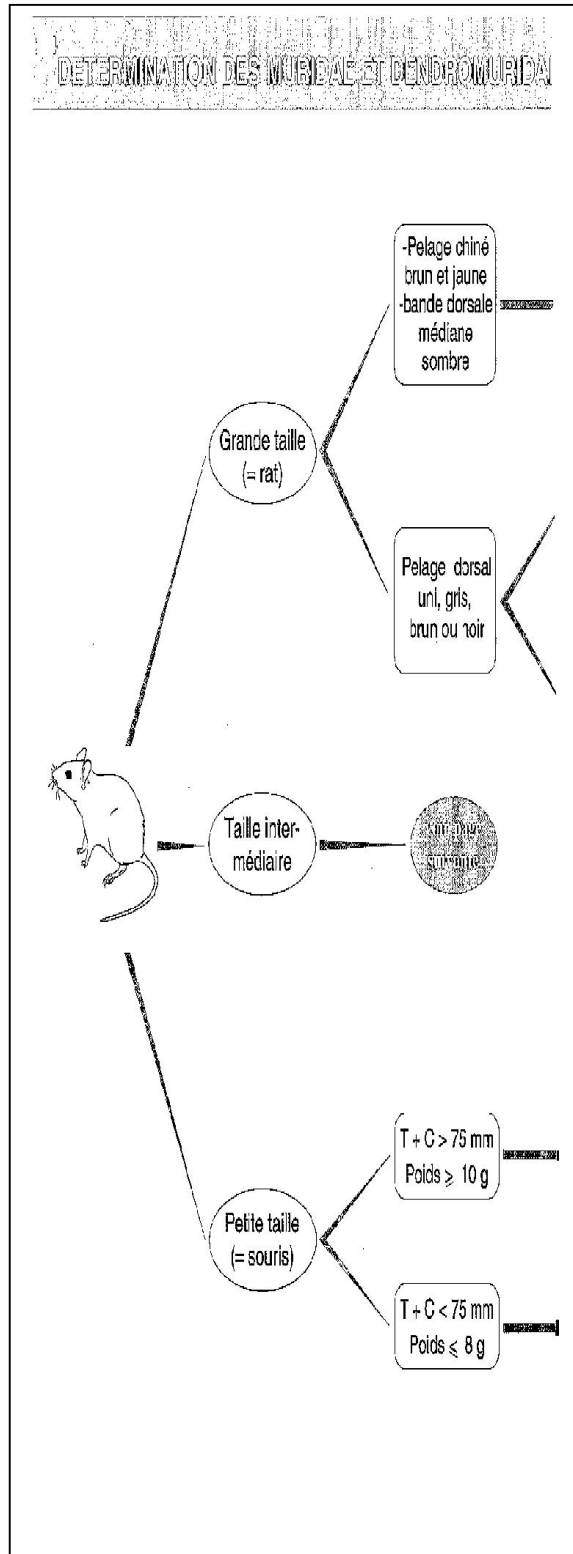 DETERMINATION DES MURIDAE ET DENDROMURIDA
-Pelage chiné
brun et jaune
-bande dorsale
médiane
sombre
Grande taille
(= rat)
Pelage dorsal
uni, gris,
brun ou noir
Taille inter-
médiaire
Petite taille
(= souris)
T + C > 75 mm
Poids ⩾ 10 g
T + C < 75 mm
Poids ⩽ 8 g